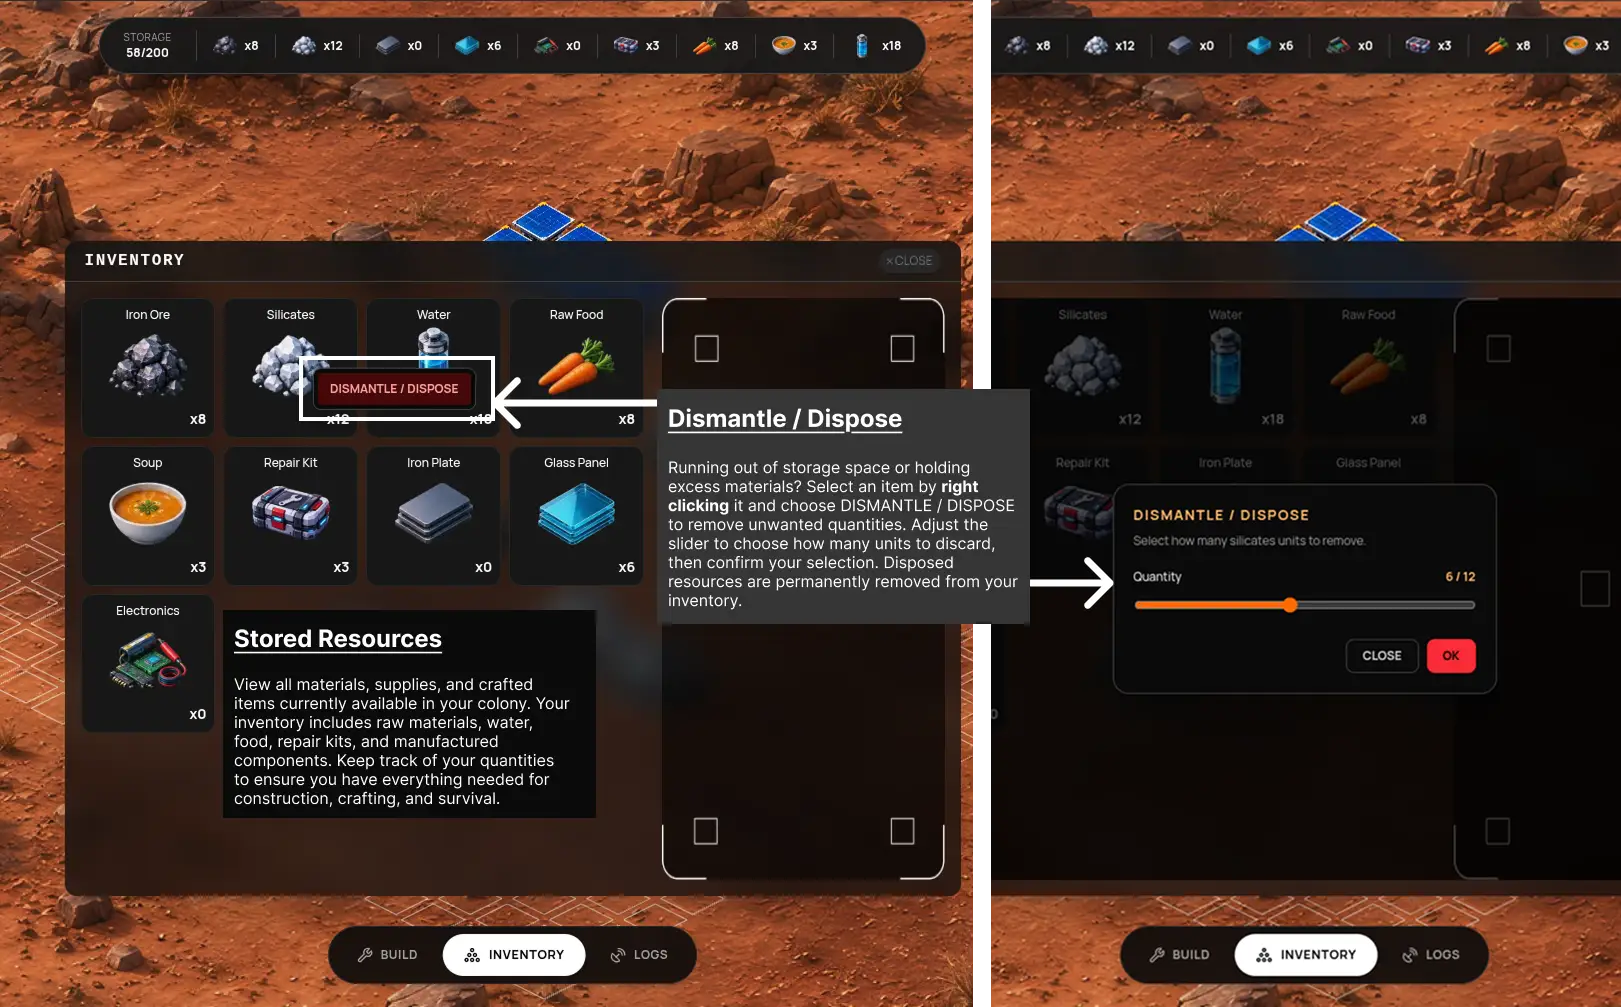 STORAGE
58/200
x8
x12
x0
x6
x0
x3
x8
x3
x18
INVENTORY
× CLOSE
Iron Ore
x8
Silicates
x12
Water
x18
Raw Food
x8
DISMANTLE / DISPOSE
Soup
x3
Repair Kit
x3
Iron Plate
x0
Glass Panel
x6
Electronics
x0
Stored Resources
View all materials, supplies, and crafted
items currently available in your colony. Your
inventory includes raw materials, water,
food, repair kits, and manufactured
components. Keep track of your quantities
to ensure you have everything needed for
construction, crafting, and survival.
Dismantle / Dispose
Running out of storage space or holding
excess materials? Select an item by right
clicking it and choose DISMANTLE / DISPOSE
to remove unwanted quantities. Adjust the
slider to choose how many units to discard,
then confirm your selection. Disposed
resources are permanently removed from your
inventory.
BUILD
INVENTORY
LOGS
x8
x12
x0
x6
x0
x3
x8
x3
Silicates
x12
Water
x18
Raw Food
x8
Repair Kit
Iron Plate
Glass Panel
0
DISMANTLE / DISPOSE
Select how many silicates units to remove.
Quantity
6 / 12
CLOSE
OK
BUILD
INVENTORY
LOGS